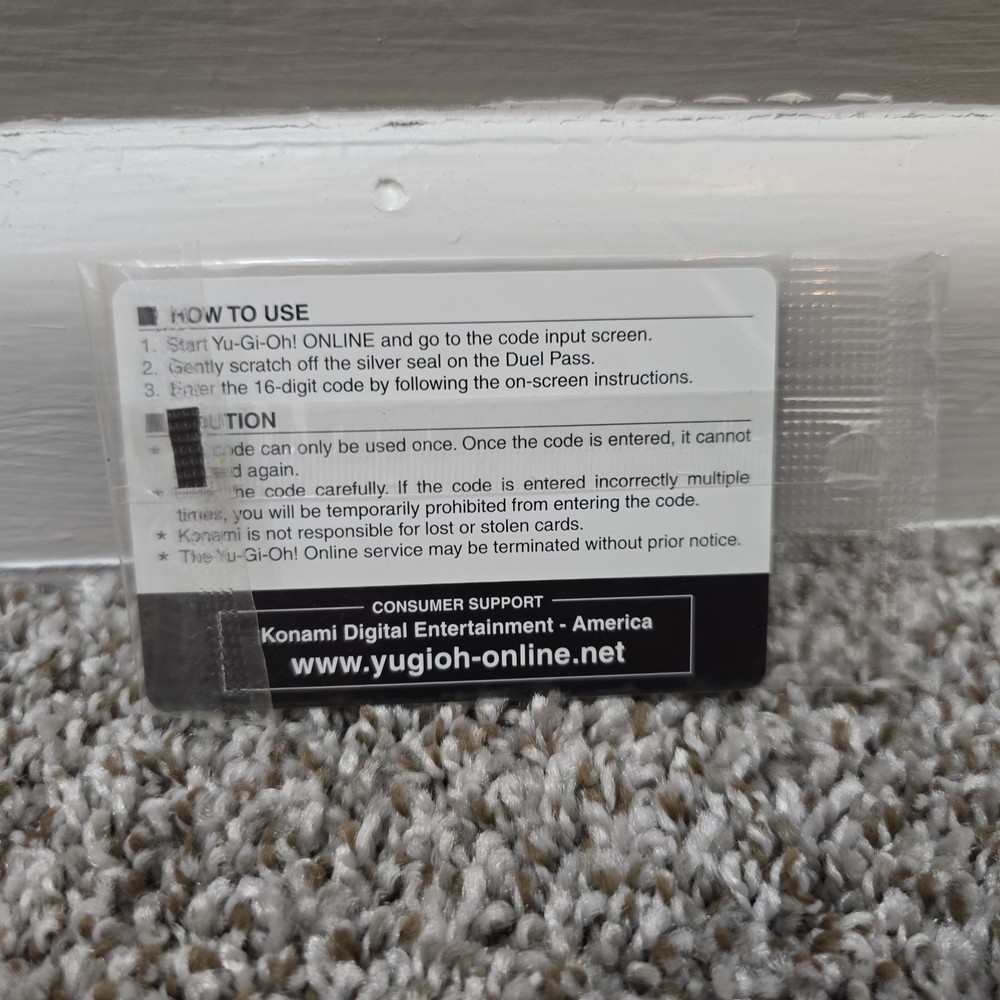 HOW TO USE
1. Start Yu-Gi-Oh! ONLINE and go to the code input screen.
2. Gently scratch off the silver seal on the Duel Pass.
3. Enter the 16-digit code by following the on-screen instructions.
CAUTION
* code can only be used once. Once the code is entered, it cannot
again.
* the code carefully. If the code is entered incorrectly multiple
times, you will be temporarily prohibited from entering the code.
* Konami is not responsible for lost or stolen cards.
* The Yu-Gi-Oh! Online service may be terminated without prior notice.
CONSUMER SUPPORT
Konami Digital Entertainment - America
www.yugioh-online.net